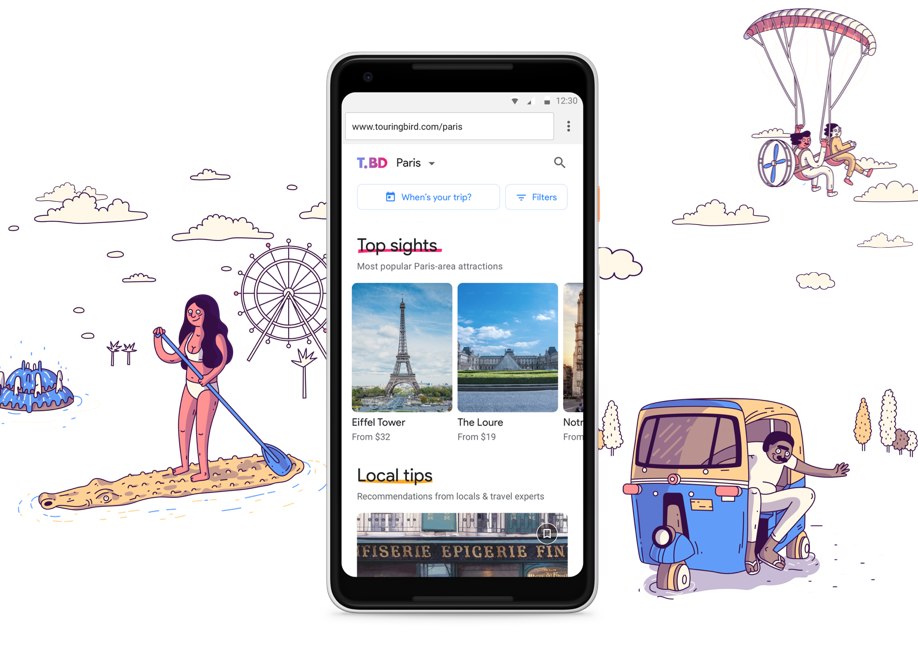 12:30
www.touringbird.com/paris
T.BD Paris
When's your trip? Filters
Top sights
Most popular Paris-area attractions
Eiffel Tower The Loure Notr
From $32 From $19 From
Local tips
Recommendations from locals & travel experts
FISERIE EPICERIE FIN